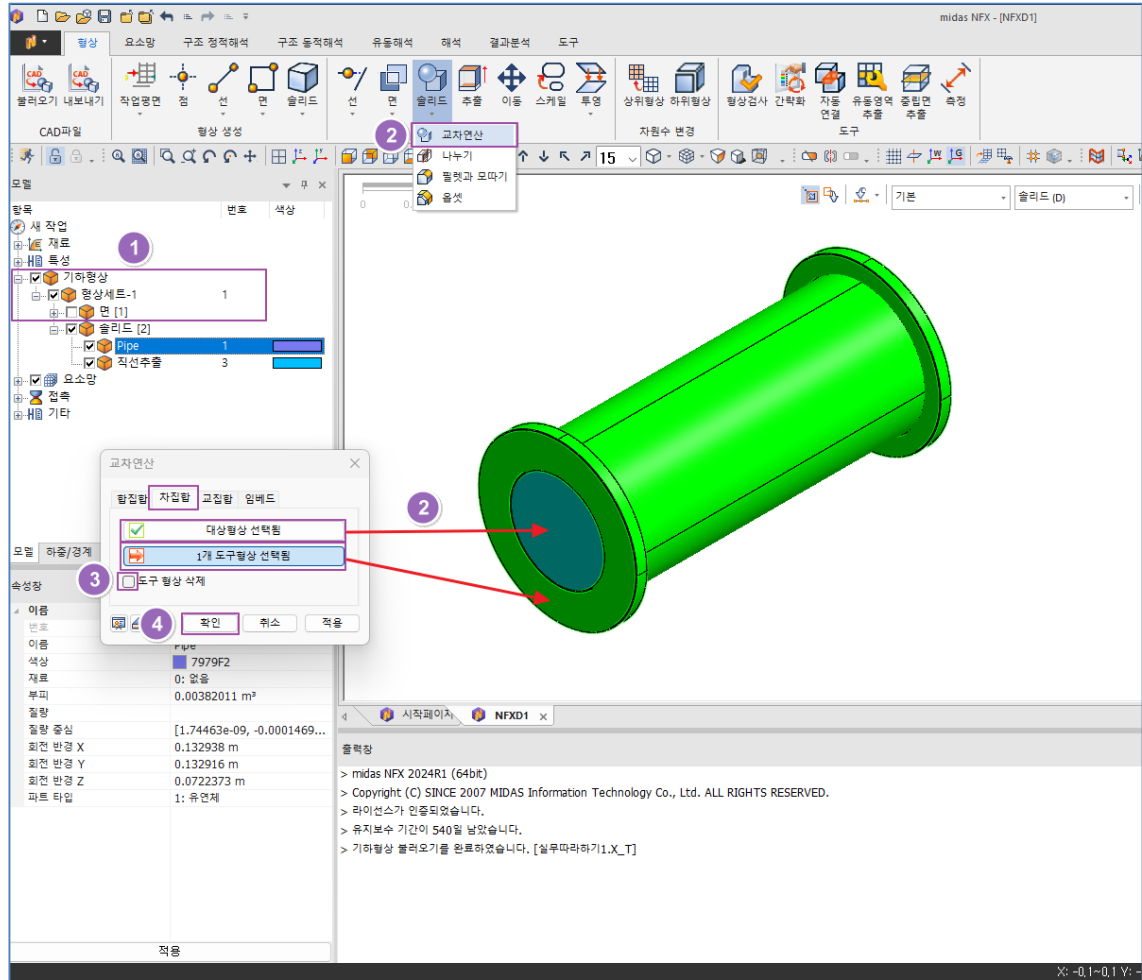 midas NFX - [NFXD1]
형상 요소망 구조 정적해석 구조 동적해석 유동해석 해석 결과분석 도구
CAD CAD
불러오기 내보내기 작업평면 점 선 면 솔리드 선 면 솔리드 추출 이동 스케일 투영 상위형상 하위형상 형상검사 간략화 자동 연결 유동영역 추출 중립면 추출 측정
CAD파일 형상 생성 차원수 변경 도구
2 교차연산
나누기
필렛과 모따기
옵셋
15
모델
항목 번호 색상
새 작업
재료
1
특성
기하형상
형상세트-1 1
면 [1]
솔리드 [2]
Pipe 1
직선추출 3
요소망
접촉
기타
기본 솔리드 (D)
0 0.
교차연산
합집합 차집합 교집합 임베드
대상형상 선택됨
1개 도구형상 선택됨
2
3 도구 형상 삭제
4 확인 취소 적용
모델 하중/경계
속성창
이름
번호
이름 Pipe
색상 7979F2
재료 0: 없음
부피 0.00382011 m³
질량
질량 중심 [1.74463e-09, -0.0001469...
회전 반경 X 0.132938 m
회전 반경 Y 0.132916 m
회전 반경 Z 0.0722373 m
파트 타입 1: 유연체
적용
시작페이지 NFXD1
출력창
> midas NFX 2024R1 (64bit)
> Copyright (C) SINCE 2007 MIDAS Information Technology Co., Ltd. ALL RIGHTS RESERVED.
> 라이선스가 인증되었습니다.
> 유지보수 기간이 540일 남았습니다.
> 기하형상 불러오기를 완료하였습니다. [실무따라하기1.X_T]
X: -0.1~0.1 Y: -